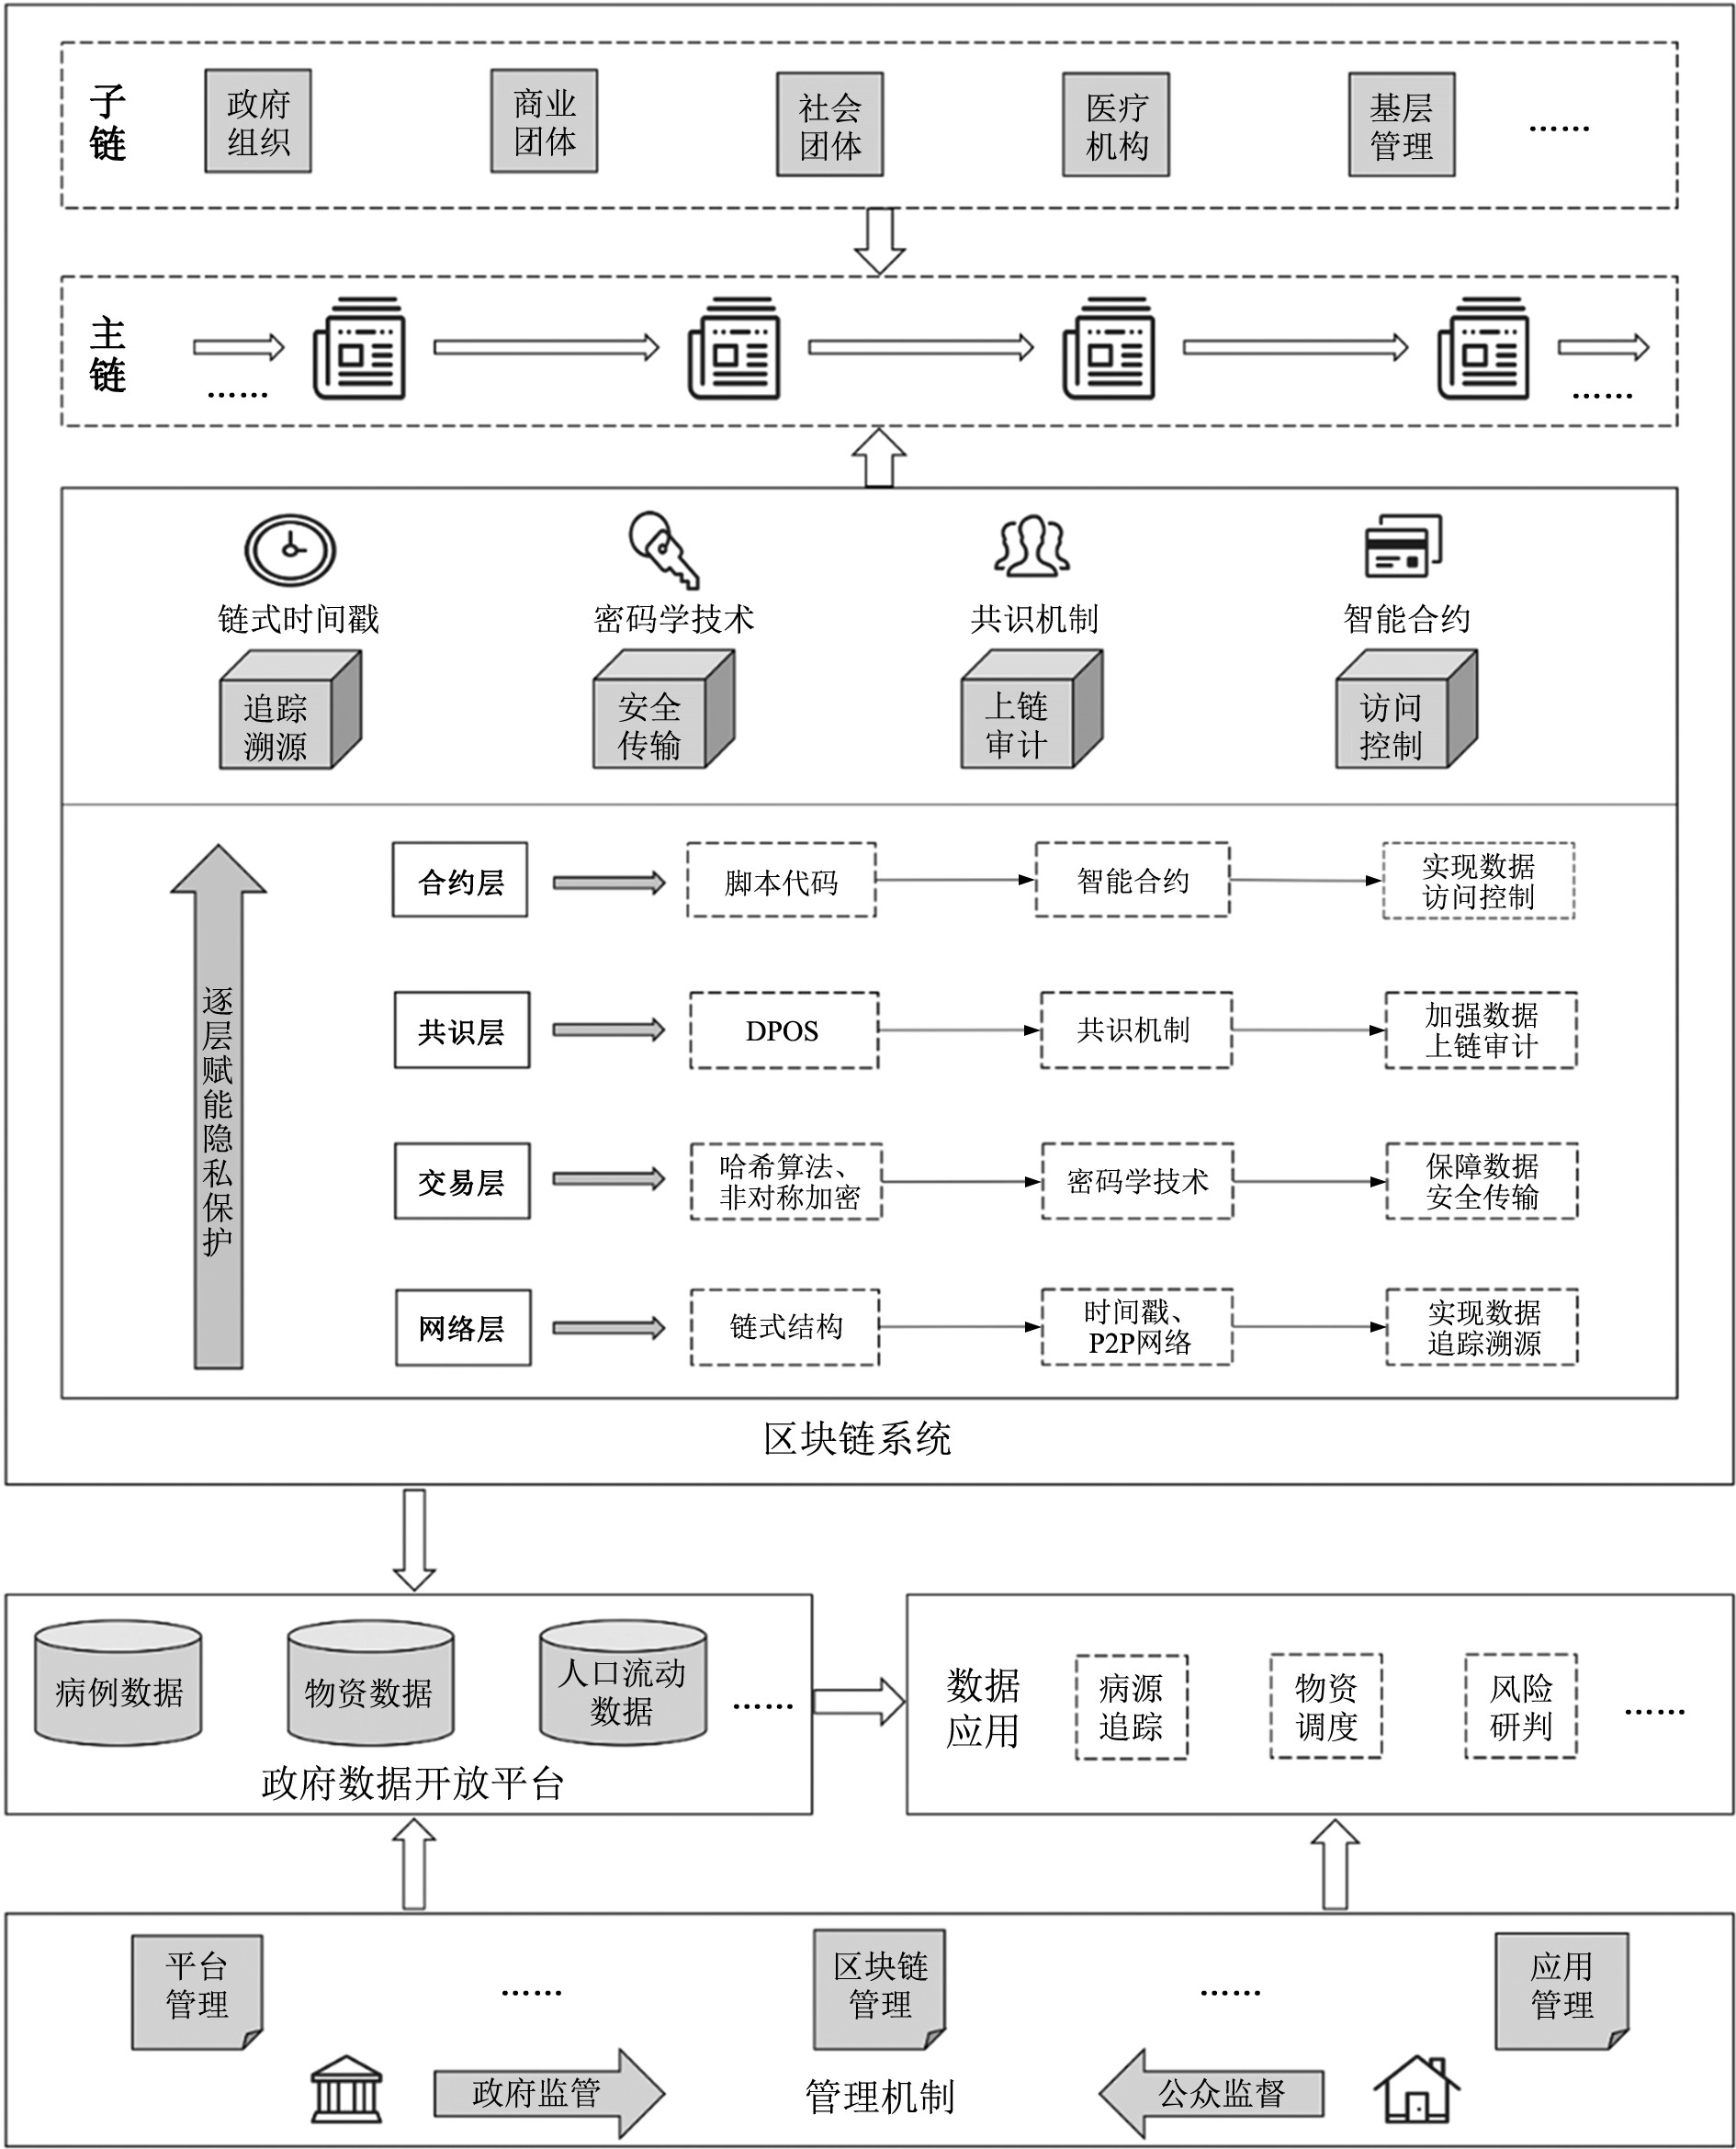 子
链
政府
组织
商业
团体
社会
团体
医疗
机构
基层
管理
……
主
链
……
……
链式时间戳
密码学技术
共识机制
智能合约
追踪
溯源
安全
传输
上链
审计
访问
控制
逐层赋能隐私保护
合约层
脚本代码
智能合约
实现数据
访问控制
共识层
DPOS
共识机制
加强数据
上链审计
交易层
哈希算法、
非对称加密
密码学技术
保障数据
安全传输
网络层
链式结构
时间戳、
P2P网络
实现数据
追踪溯源
区块链系统
病例数据
物资数据
人口流动
数据
……
政府数据开放平台
数据
应用
病源
追踪
物资
调度
风险
研判
……
平台
管理
……
区块链
管理
……
应用
管理
政府监管
管理机制
公众监督